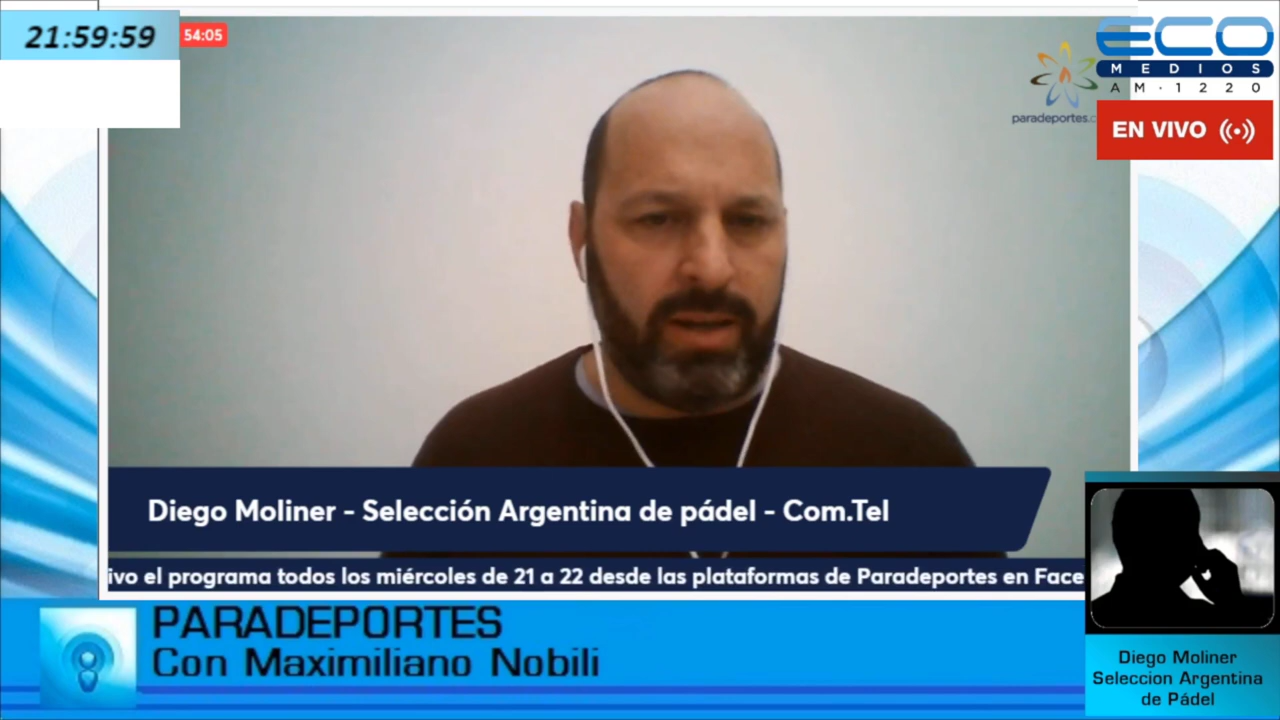 21:59:59
54:05
ECO
MEDIOS
AM·1220
paradeportes.c
EN VIVO
Diego Moliner - Selección Argentina de pádel - Com.Tel
ivo el programa todos los miércoles de 21 a 22 desde las plataformas de Paradeportes en Face
PARADEPORTES
Con Maximiliano Nobili
Diego Moliner
Seleccion Argentina
de Pádel